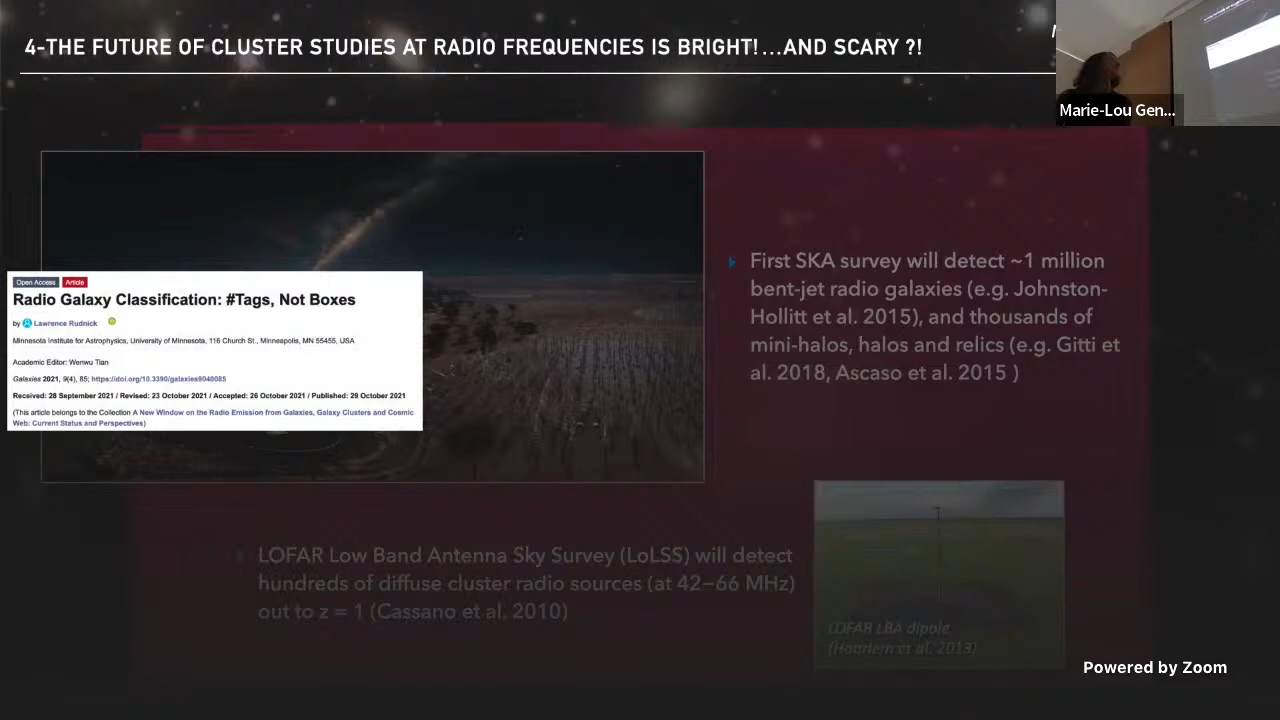 4-THE FUTURE OF CLUSTER STUDIES AT RADIO FREQUENCIES IS BRIGHT!...AND SCARY ?!
Marie-Lou Gen...
Open Access Article
Radio Galaxy Classification: #Tags, Not Boxes
by Lawrence Rudnick
Minnesota Institute for Astrophysics, University of Minnesota, 116 Church St., Minneapolis, MN 55455, USA
Academic Editor: Wenwu Tian
Galaxies 2021, 9(4), 85; https://doi.org/10.3390/galaxies9040085
Received: 28 September 2021 / Revised: 23 October 2021 / Accepted: 26 October 2021 / Published: 29 October 2021
(This article belongs to the Collection A New Window on the Radio Emission from Galaxies, Galaxy Clusters and Cosmic
Web: Current Status and Perspectives)
First SKA survey will detect ~1 million
bent-jet radio galaxies (e.g. Johnston-
Hollitt et al. 2015), and thousands of
mini-halos, halos and relics (e.g. Gitti et
al. 2018, Ascaso et al. 2015 )
LOFAR Low Band Antenna Sky Survey (LoLSS) will detect
hundreds of diffuse cluster radio sources (at 42–66 MHz)
out to z = 1 (Cassano et al. 2010)
LOFAR LBA dipole
(Haarlem et al. 2013)
Powered by Zoom